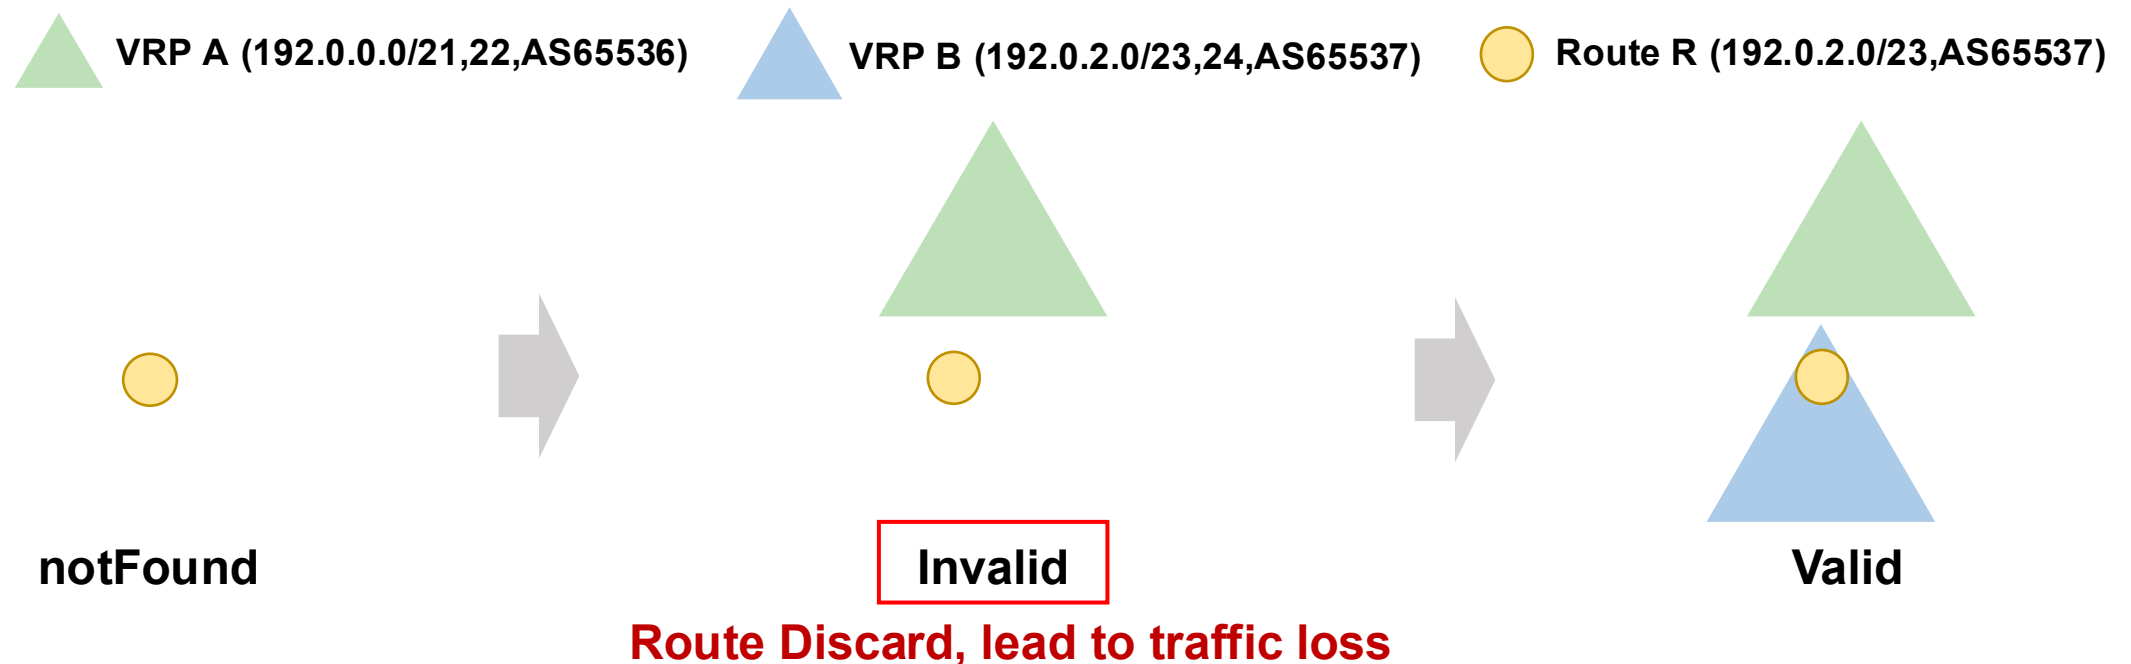 VRP A (192.0.0.0/21,22,AS65536)
VRP B (192.0.2.0/23,24,AS65537)
Route R (192.0.2.0/23,AS65537)
notFound
Invalid
Valid
Route Discard, lead to traffic loss